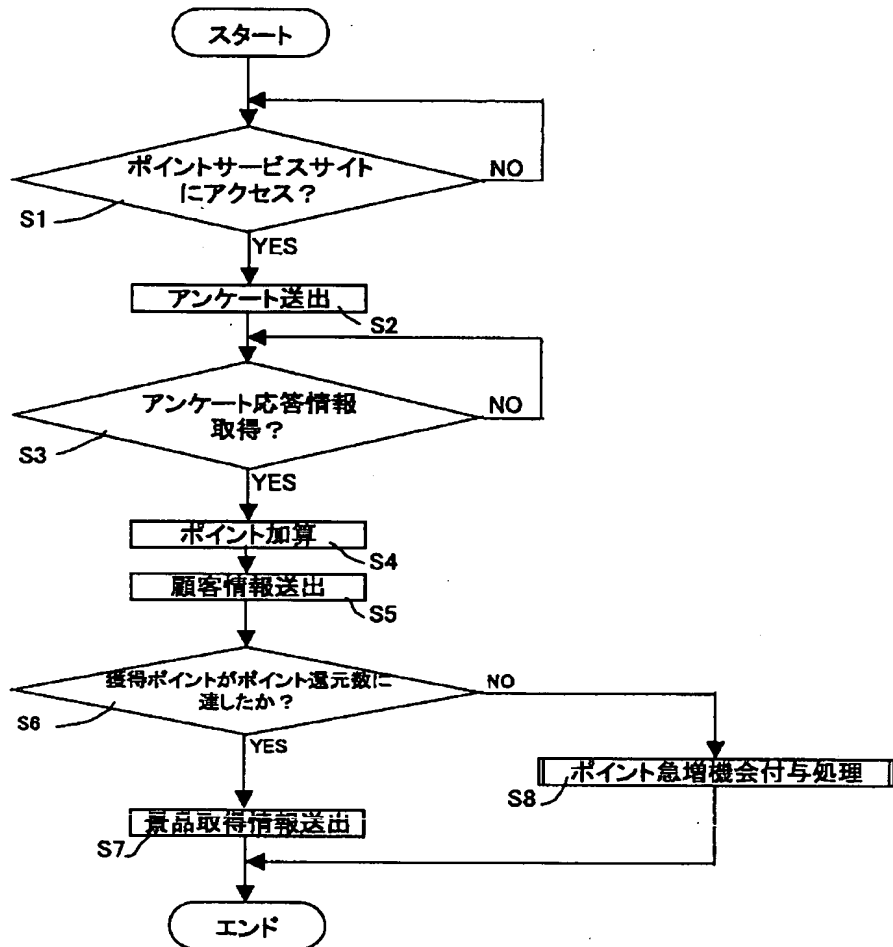 スタート
ポイントサービスサイト
にアクセス？
NO
S1
YES
アンケート送出
S2
アンケート応答情報
取得？
NO
S3
YES
ポイント加算
S4
顧客情報送出
S5
獲得ポイントがポイント還元数に
達したか？
NO
S6
YES
ポイント急増機会付与処理
S8
景品取得情報送出
S7
エンド